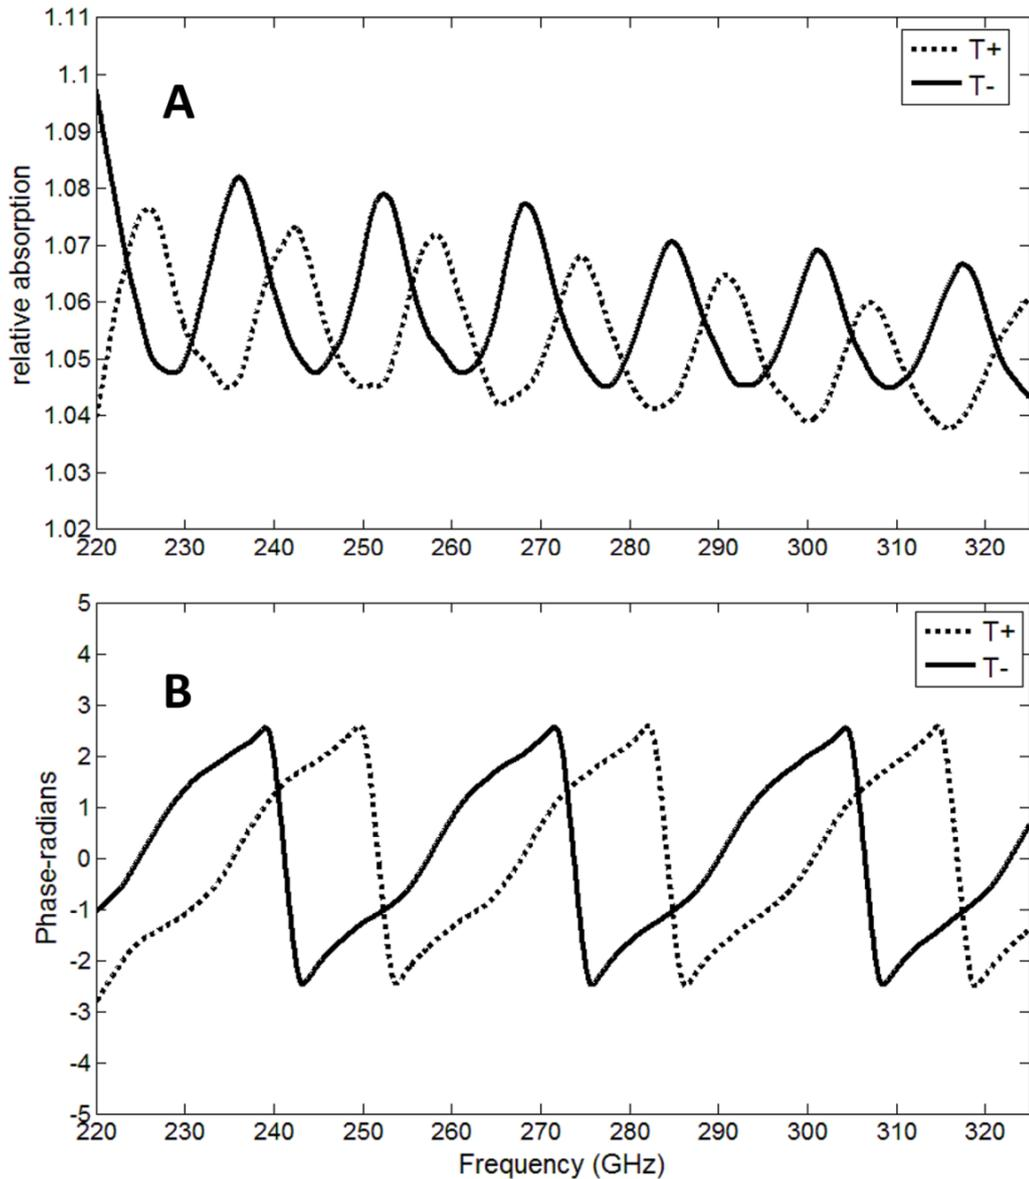 1.11
1.1
1.09
1.08
1.07
1.06
1.05
1.04
1.03
1.02
relative absorption
A
T+
T-
220 230 240 250 260 270 280 290 300 310 320
5
4
3
2
1
0
-1
-2
-3
-4
-5
Phase-radians
B
T+
T-
220 230 240 250 260 270 280 290 300 310 320
Frequency (GHz)